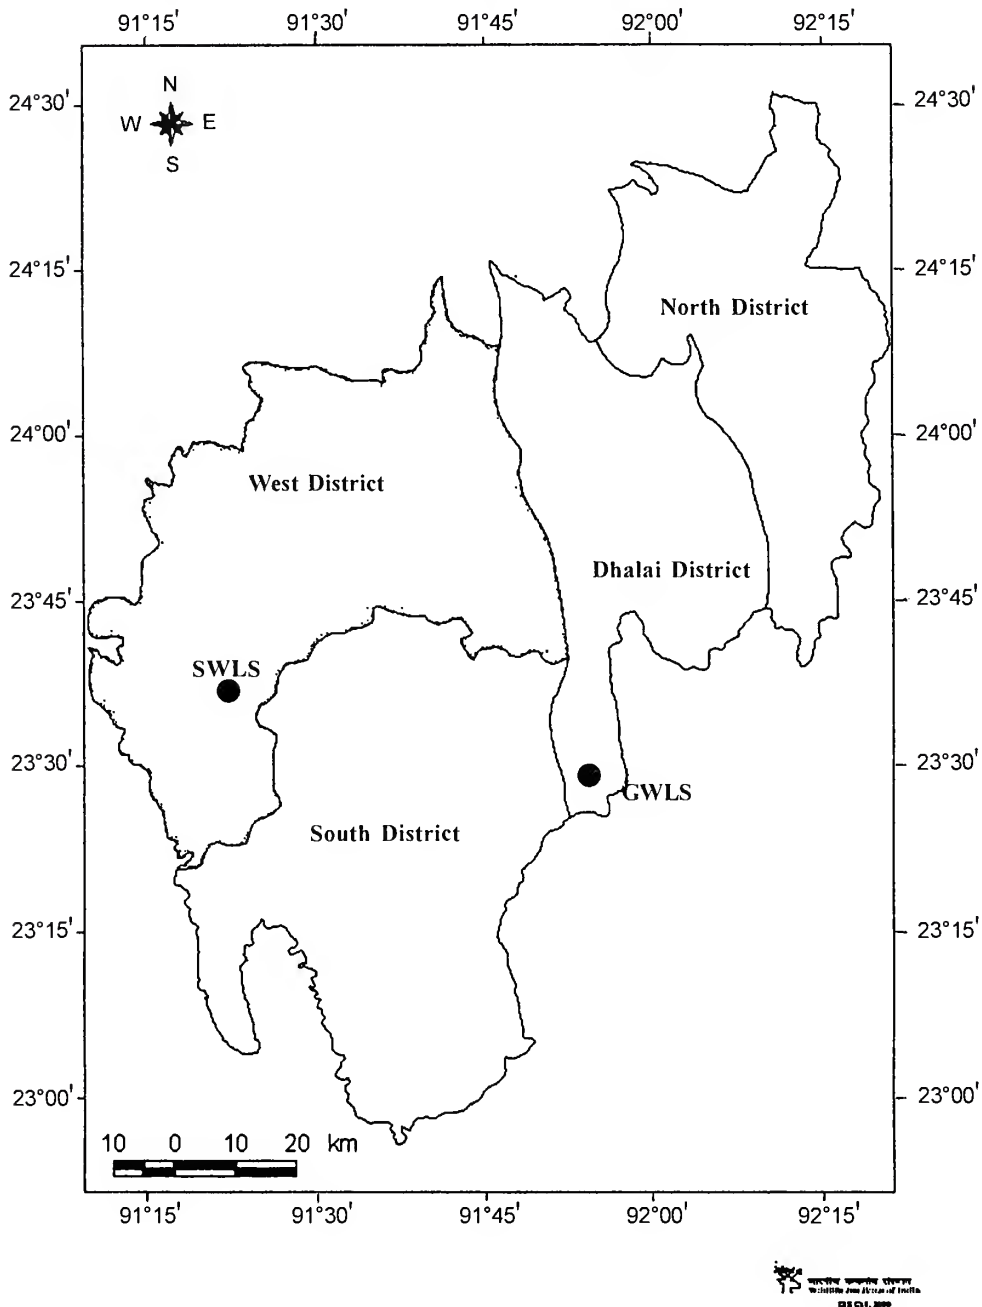 91°15' 91°30' 91°45' 92°00' 92°15'
N
W E
S
24°30' 24°30'
24°15' 24°15'
North District
24°00' 24°00'
West District
Dhalai District
23°45' 23°45'
SWLS
23°30' 23°30'
GWLS
South District
23°15' 23°15'
23°00' 23°00'
10 0 10 20 km
91°15' 91°30' 91°45' 92°00' 92°15'